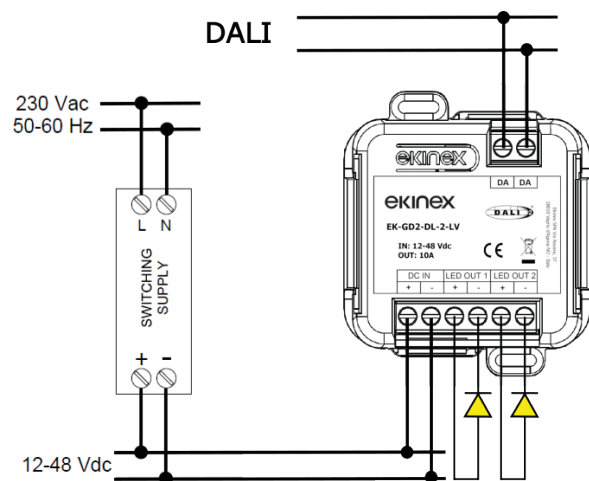 DALI
230 Vac
50-60 Hz
L N
SWITCHING
SUPPLY
+ -
12-48 Vdc
ekinex
DA DA
ekinex
DALI
EK-GD2-DL-2-LV
IN: 12-48 Vdc
OUT: 10A
CE
DC IN LED OUT 1 LED OUT 2
+ - + - + -